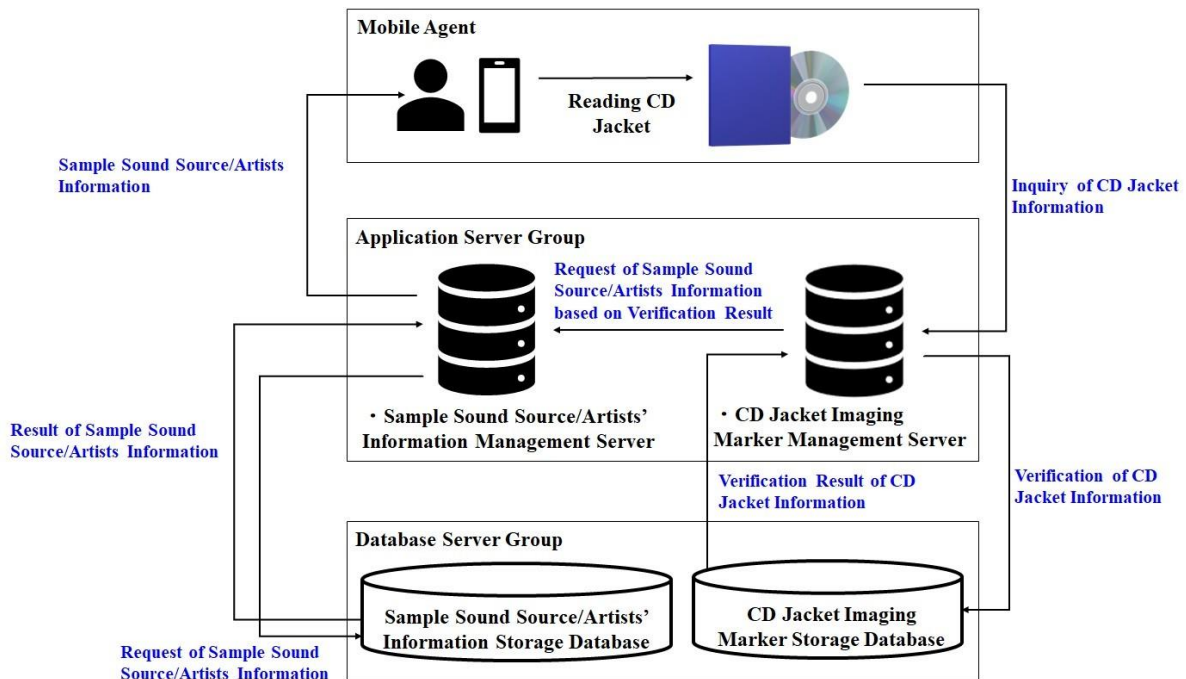 Mobile Agent
Reading CD
Jacket
Sample Sound Source/Artists
Information
Inquiry of CD Jacket
Information
Application Server Group
Request of Sample Sound
Source/Artists Information
based on Verification Result
・Sample Sound Source/Artists'
Information Management Server
・CD Jacket Imaging
Marker Management Server
Result of Sample Sound
Source/Artists Information
Verification Result of CD
Jacket Information
Verification of CD
Jacket Information
Database Server Group
Sample Sound Source/Artists'
Information Storage Database
CD Jacket Imaging
Marker Storage Database
Request of Sample Sound
Source/Artists Information